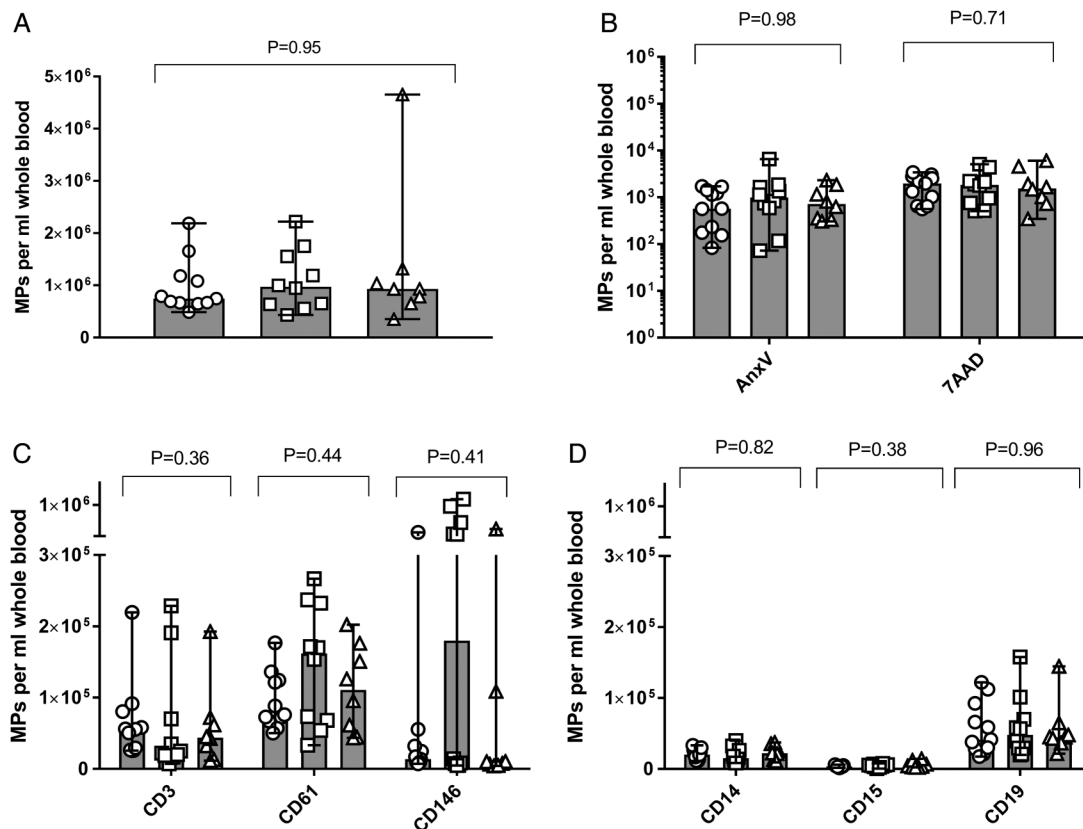 A
P=0.95
MPs per ml whole blood
5×10⁶
4×10⁶
3×10⁶
2×10⁶
1×10⁶
0
B
P=0.98
P=0.71
MPs per ml whole blood
10⁶
10⁵
10⁴
10³
10²
10¹
10⁰
AnxV
7AAD
C
P=0.36
P=0.44
P=0.41
MPs per ml whole blood
1×10⁶
3×10⁵
2×10⁵
1×10⁵
0
CD3
CD61
CD146
D
P=0.82
P=0.38
P=0.96
MPs per ml whole blood
1×10⁶
3×10⁵
2×10⁵
1×10⁵
0
CD14
CD15
CD19